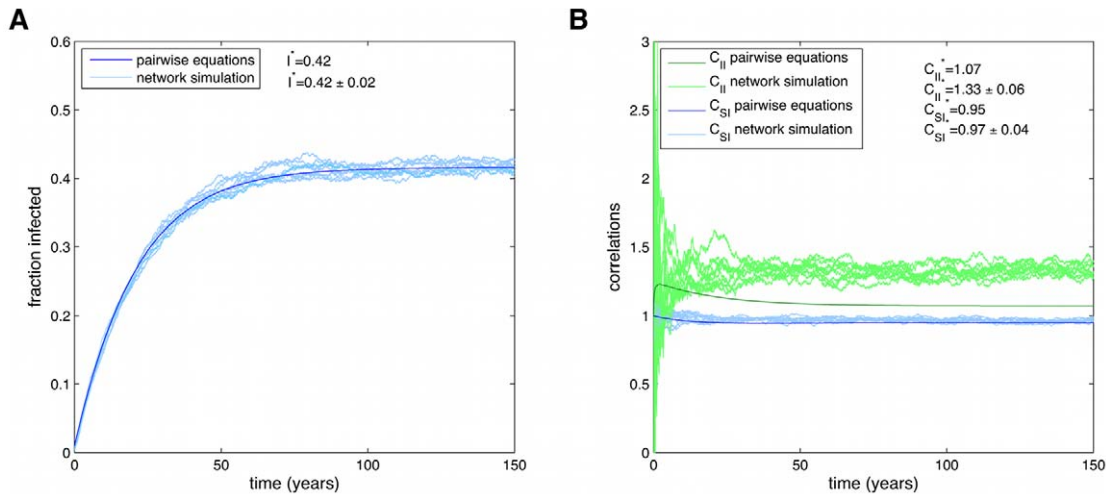 A
0.6
0.5
0.4
0.3
0.2
0.1
0
0
50
100
150
fraction infected
time (years)
pairwise equations
network simulation
I*=0.42
I*=0.42 ± 0.02
B
3
2.5
2
1.5
1
0.5
0
0
50
100
150
correlations
time (years)
C_II pairwise equations
C_II network simulation
C_SI pairwise equations
C_SI network simulation
C_II*=1.07
C_II*=1.33 ± 0.06
C_SI*=0.95
C_SI*=0.97 ± 0.04